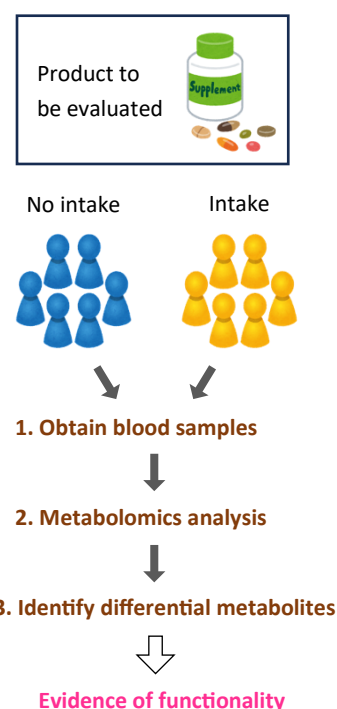 Product to
be evaluated
Supplement
No intake
Intake
1. Obtain blood samples
2. Metabolomics analysis
3. Identify differential metabolites
Evidence of functionality